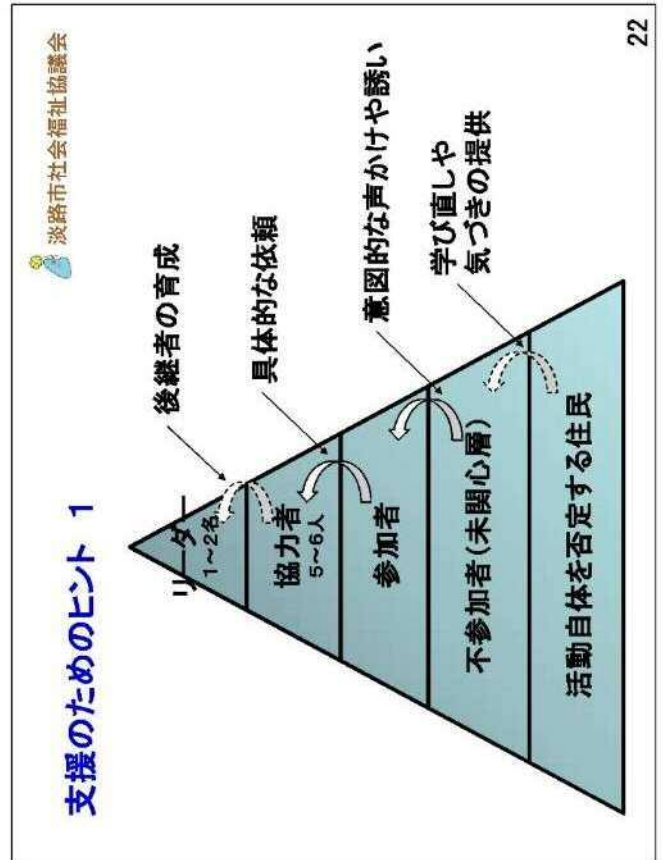 淡路市社会福祉協議会
支援のためのヒント 1
後継者の育成
具体的な依頼
意図的な声かけや誘い
学び直しや
気づきの提供
リーダー
1~2名
協力者
5~6人
参加者
不参加者(未関心層)
活動自体を否定する住民
22